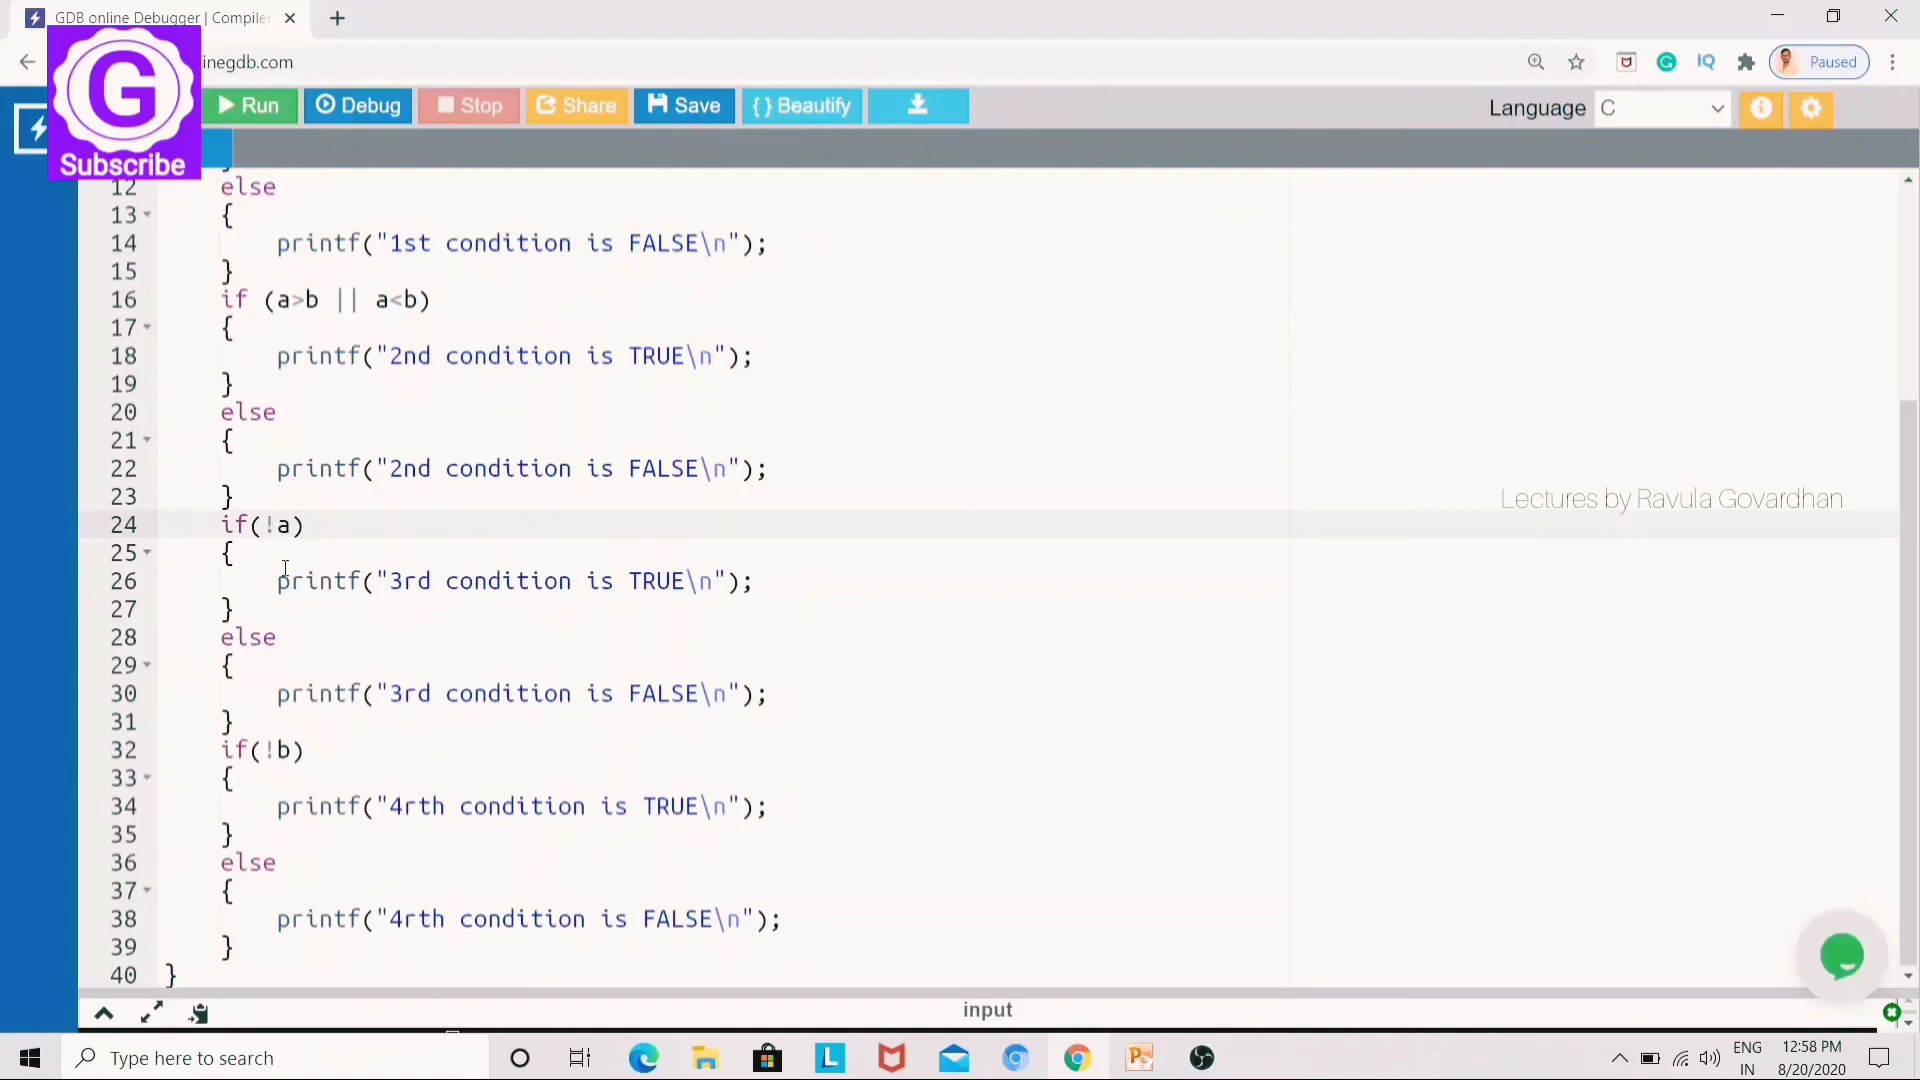 GDB online Debugger | Compiler
inegdb.com
Paused
G
Subscribe
Run
Debug
Stop
Share
Save
{ } Beautify
Language C
12 else
13 {
14 printf("1st condition is FALSE\n");
15 }
16 if (a>b || a<b)
17 {
18 printf("2nd condition is TRUE\n");
19 }
20 else
21 {
22 printf("2nd condition is FALSE\n");
23 }
24 if(!a)
25 {
26 printf("3rd condition is TRUE\n");
27 }
28 else
29 {
30 printf("3rd condition is FALSE\n");
31 }
32 if(!b)
33 {
34 printf("4rth condition is TRUE\n");
35 }
36 else
37 {
38 printf("4rth condition is FALSE\n");
39 }
40 }
Lectures by Ravula Govardhan
input
Type here to search
ENG
IN
12:58 PM
8/20/2020